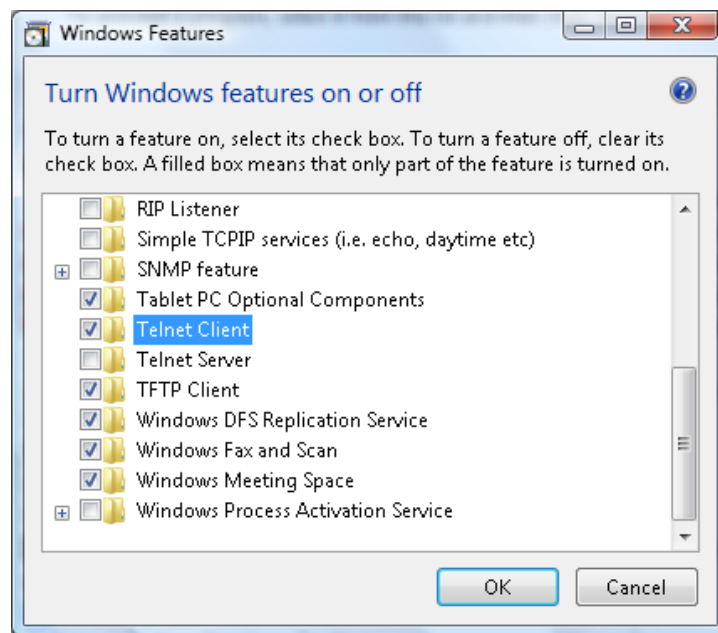 Windows Features
Turn Windows features on or off
To turn a feature on, select its check box. To turn a feature off, clear its
check box. A filled box means that only part of the feature is turned on.
RIP Listener
Simple TCPIP services (i.e. echo, daytime etc)
SNMP feature
Tablet PC Optional Components
Telnet Client
Telnet Server
TFTP Client
Windows DFS Replication Service
Windows Fax and Scan
Windows Meeting Space
Windows Process Activation Service
OK
Cancel